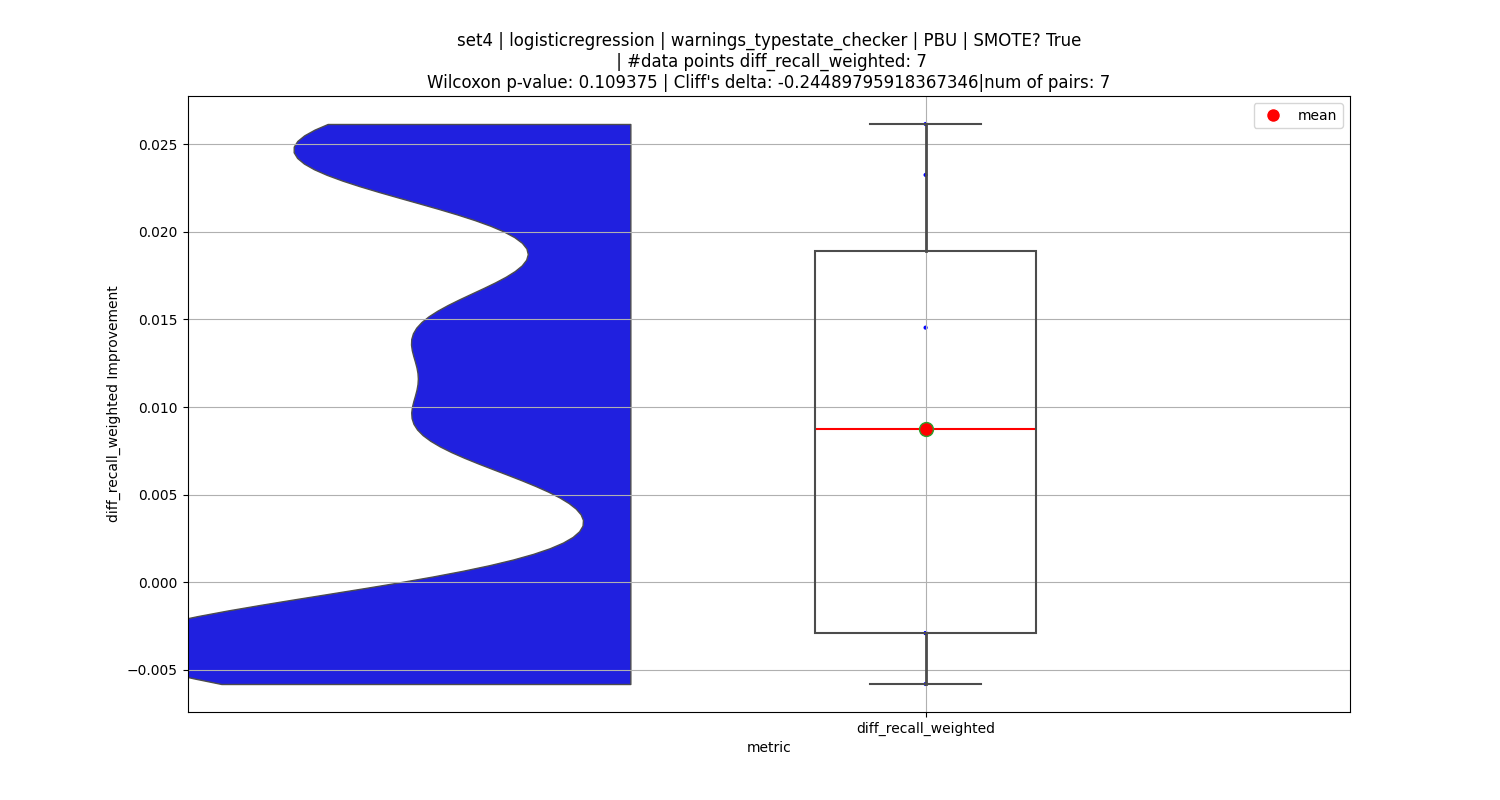 set4 | logisticregression | warnings_typestate_checker | PBU | SMOTE? True
| #data points diff_recall_weighted: 7
Wilcoxon p-value: 0.109375 | Cliff's delta: -0.24489795918367346|num of pairs: 7
mean
0.025
0.020
0.015
0.010
0.005
0.000
−0.005
diff_recall_weighted Improvement
diff_recall_weighted
metric